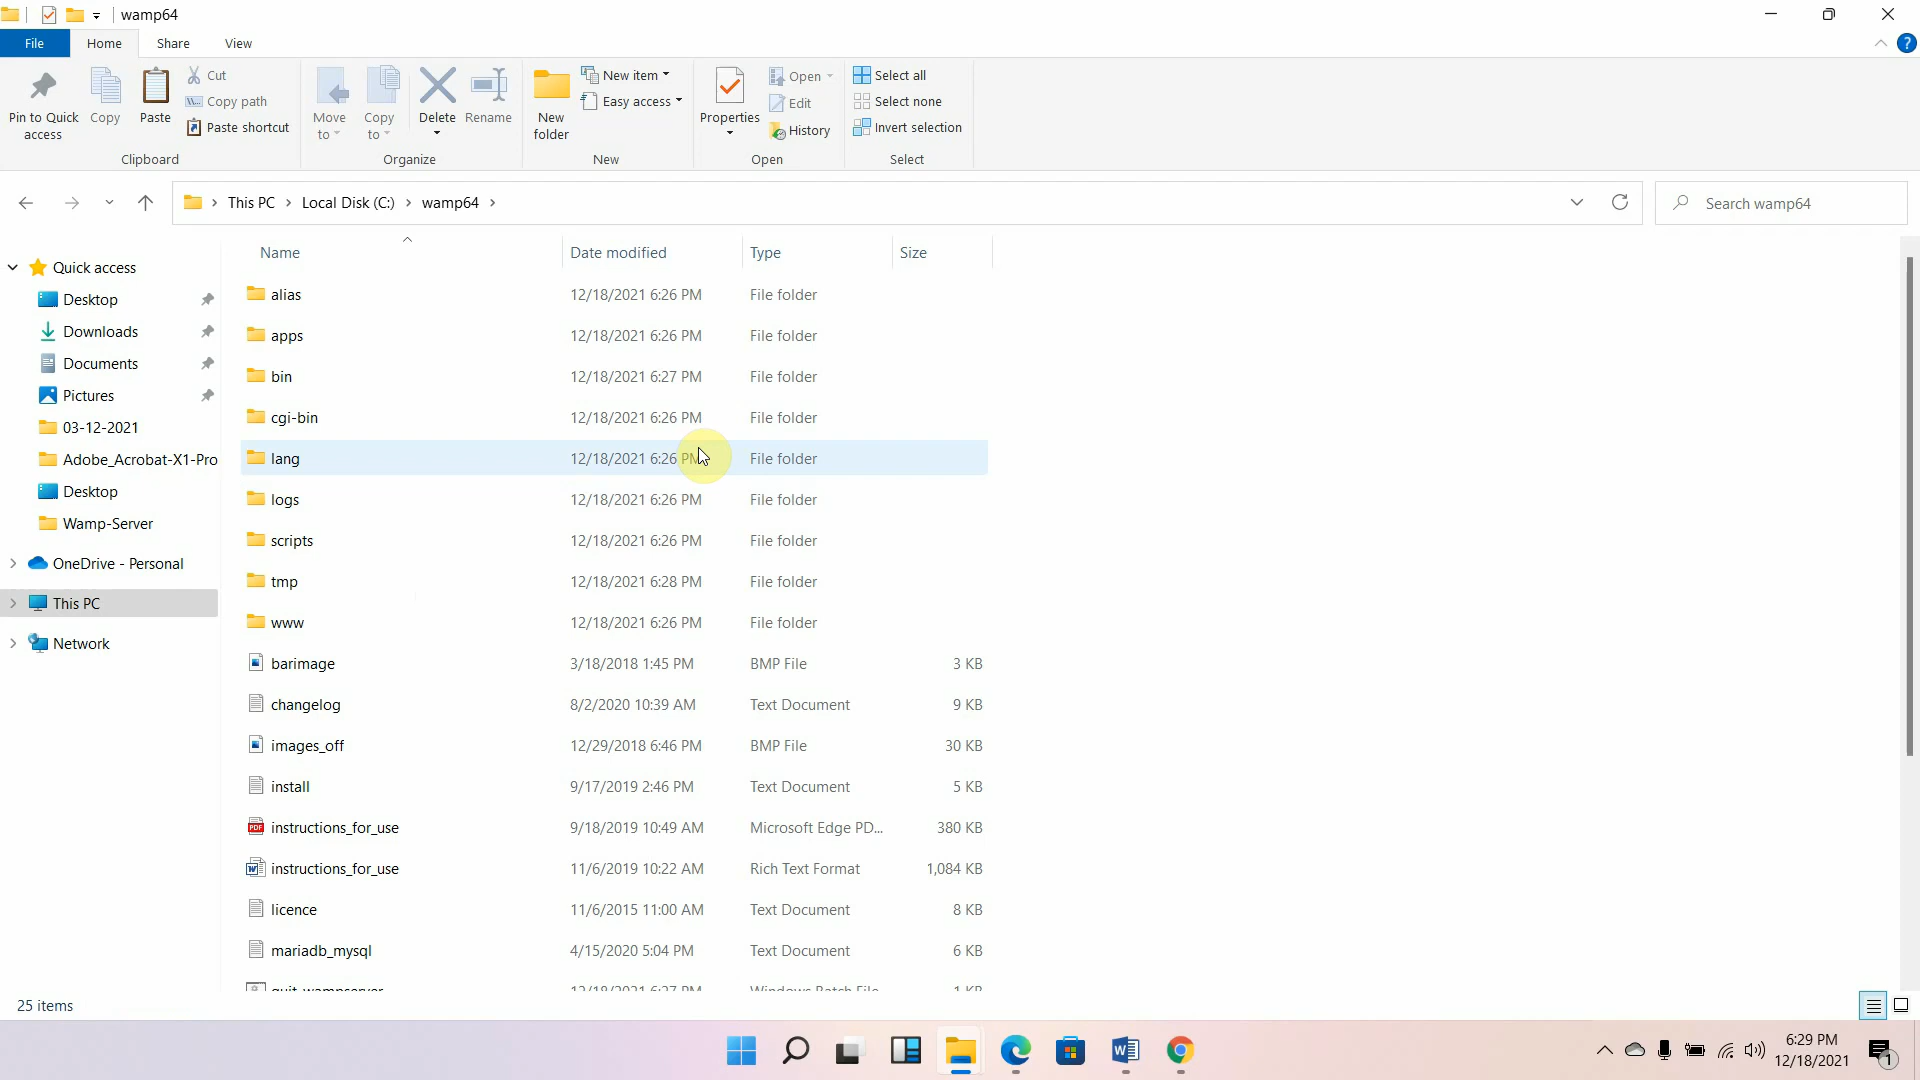 wamp64
File Home Share View
Pin to Quick access
Copy
Paste
Cut
Copy path
Paste shortcut
Clipboard
Move to
Copy to
Delete
Rename
Organize
New folder
New item
Easy access
New
Properties
Open
Edit
History
Open
Select all
Select none
Invert selection
Select
This PC > Local Disk (C:) > wamp64 >
Search wamp64
Quick access
Desktop
Downloads
Documents
Pictures
03-12-2021
Adobe_Acrobat-X1-Pro
Desktop
Wamp-Server
OneDrive - Personal
This PC
Network
Name Date modified Type Size
alias 12/18/2021 6:26 PM File folder
apps 12/18/2021 6:26 PM File folder
bin 12/18/2021 6:27 PM File folder
cgi-bin 12/18/2021 6:26 PM File folder
lang 12/18/2021 6:26 PM File folder
logs 12/18/2021 6:26 PM File folder
scripts 12/18/2021 6:26 PM File folder
tmp 12/18/2021 6:28 PM File folder
www 12/18/2021 6:26 PM File folder
barimage 3/18/2018 1:45 PM BMP File 3 KB
changelog 8/2/2020 10:39 AM Text Document 9 KB
images_off 12/29/2018 6:46 PM BMP File 30 KB
install 9/17/2019 2:46 PM Text Document 5 KB
instructions_for_use 9/18/2019 10:49 AM Microsoft Edge PD... 380 KB
instructions_for_use 11/6/2019 10:22 AM Rich Text Format 1,084 KB
licence 11/6/2015 11:00 AM Text Document 8 KB
mariadb_mysql 4/15/2020 5:04 PM Text Document 6 KB
quit_wampserver 12/18/2021 6:27 PM Windows Batch File 1 KB
25 items
6:29 PM
12/18/2021
1